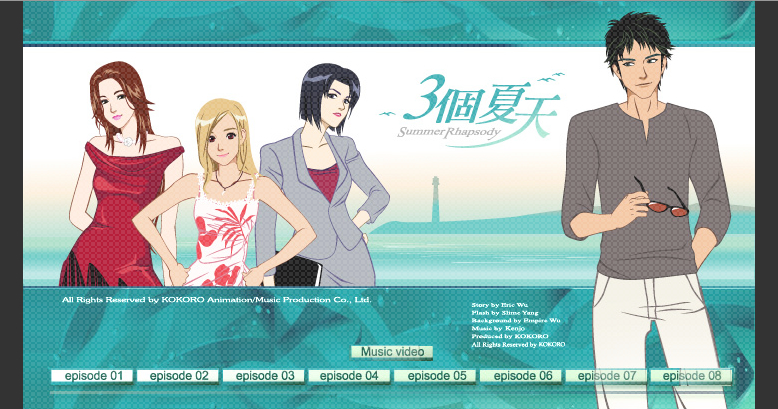 3個夏天
Summer Rhapsody
All Rights Reserved by KOKORO Animation/Music Production Co., Ltd.
Story by Eric Wu
Flash by Slime Yang
Background by Empire Wu
Music by Kenjo
Produced by KOKORO
All Rights Reserved by KOKORO
Music video
episode 01
episode 02
episode 03
episode 04
episode 05
episode 06
episode 07
episode 08